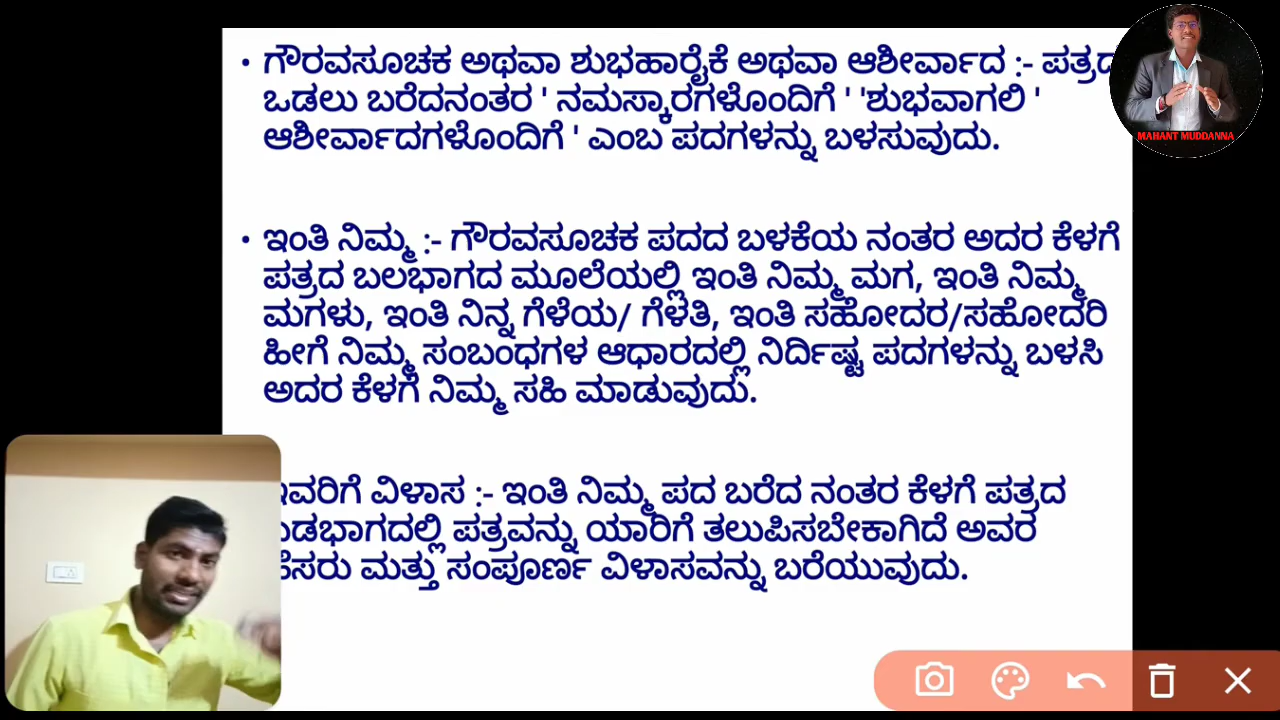 • ಗೌರವಸೂಚಕ ಅಥವಾ ಶುಭಹಾರೈಕೆ ಅಥವಾ ಆಶೀರ್ವಾದ :-
ಒಡಲು ಬರೆದನಂತರ ' ನಮಸ್ಕಾರಗಳೊಂದಿಗೆ ' 'ಶುಭವಾಗಲಿ '
ಆಶೀರ್ವಾದಗಳೊಂದಿಗೆ ' ಎಂಬ ಪದಗಳನ್ನು ಬಳಸುವುದು.
MAHANT MUDDANNA
• ಇಂತಿ ನಿಮ್ಮ :- ಗೌರವಸೂಚಕ ಪದದ ಬಳಕೆಯ ನಂತರ ಅದರ ಕೆಳಗೆ
ಪತ್ರದ ಬಲಭಾಗದ ಮೂಲೆಯಲ್ಲಿ ಇಂತಿ ನಿಮ್ಮ ಮಗ, ಇಂತಿ ನಿಮ್ಮ
ಮಗಳು, ಇಂತಿ ನಿನ್ನ ಗೆಳೆಯ/ ಗೆಳತಿ, ಇಂತಿ ಸಹೋದರ/ಸಹೋದರಿ
ಹೀಗೆ ನಿಮ್ಮ ಸಂಬಂಧಗಳ ಆಧಾರದಲ್ಲಿ ನಿರ್ದಿಷ್ಟ ಪದಗಳನ್ನು ಬಳಸಿ
ಅದರ ಕೆಳಗೆ ನಿಮ್ಮ ಸಹಿ ಮಾಡುವುದು.
ವಿಳಾಸ :- ಇಂತಿ ನಿಮ್ಮ ಪದ ಬರೆದ ನಂತರ ಕೆಳಗೆ ಪತ್ರದ
ಪತ್ರವನ್ನು ಯಾರಿಗೆ ತಲುಪಿಸಬೇಕಾಗಿದೆ ಅವರ
ಮತ್ತು ಸಂಪೂರ್ಣ ವಿಳಾಸವನ್ನು ಬರೆಯುವುದು.